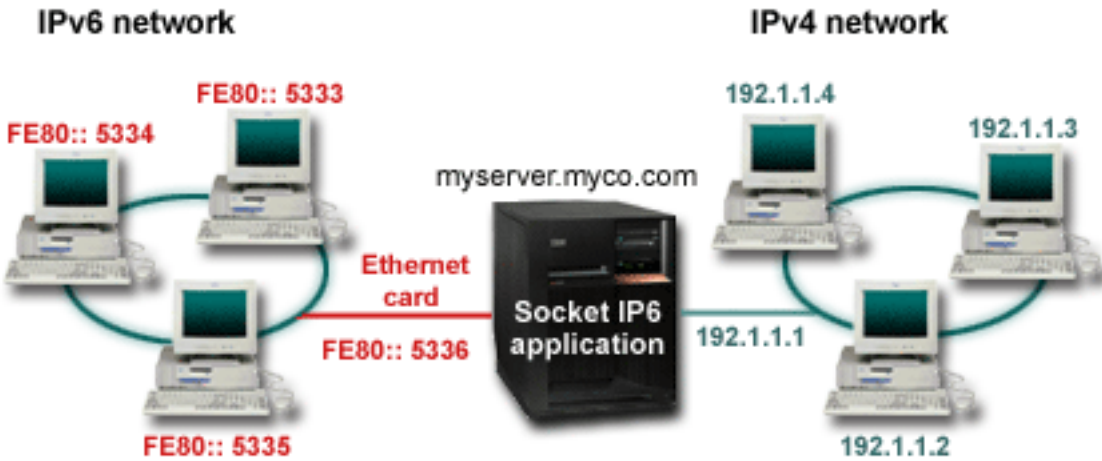 IPv6 network
IPv4 network
FE80:: 5333
192.1.1.4
FE80:: 5334
192.1.1.3
myserver.myco.com
Ethernet
card
Socket IP6
application
FE80:: 5336
192.1.1.1
FE80:: 5335
192.1.1.2